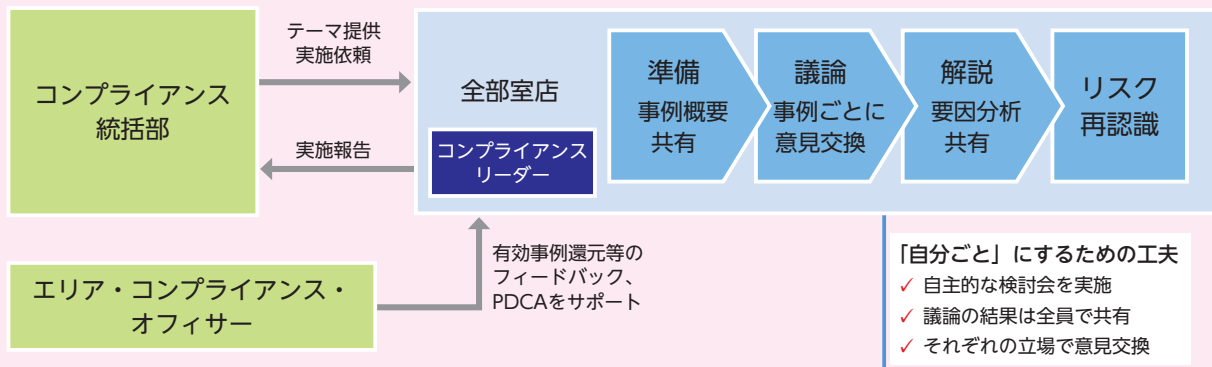 コンプライアンス
統括部
テーマ提供
実施依頼
実施報告
全部室店
コンプライアンス
リーダー
準備
事例概要
共有
議論
事例ごとに
意見交換
解説
要因分析
共有
リスク
再認識
エリア・コンプライアンス・
オフィサー
有効事例還元等の
フィードバック、
PDCAをサポート
「自分ごと」にするための工夫
✓ 自主的な検討会を実施
✓ 議論の結果は全員で共有
✓ それぞれの立場で意見交換